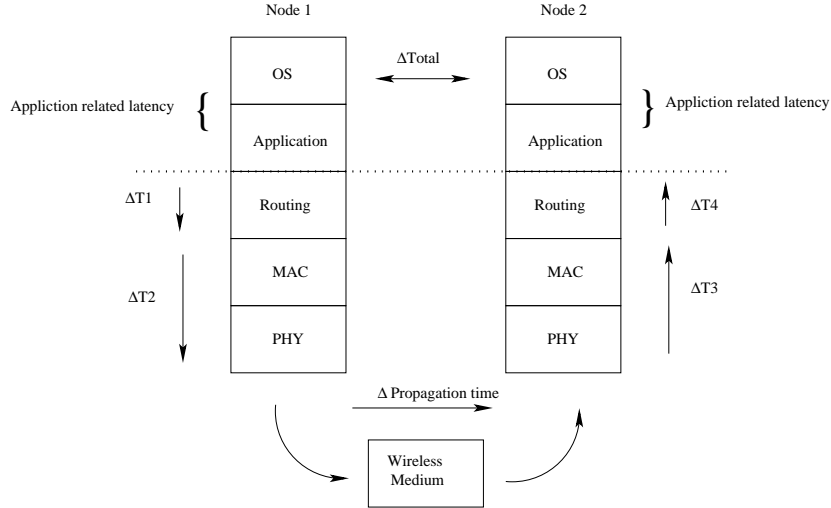 Node 1
Node 2
ΔTotal
OS
OS
Appliction related latency
Appliction related latency
Application
Application
ΔT1
Routing
Routing
ΔT4
MAC
MAC
ΔT2
ΔT3
PHY
PHY
Δ Propagation time
Wireless
Medium